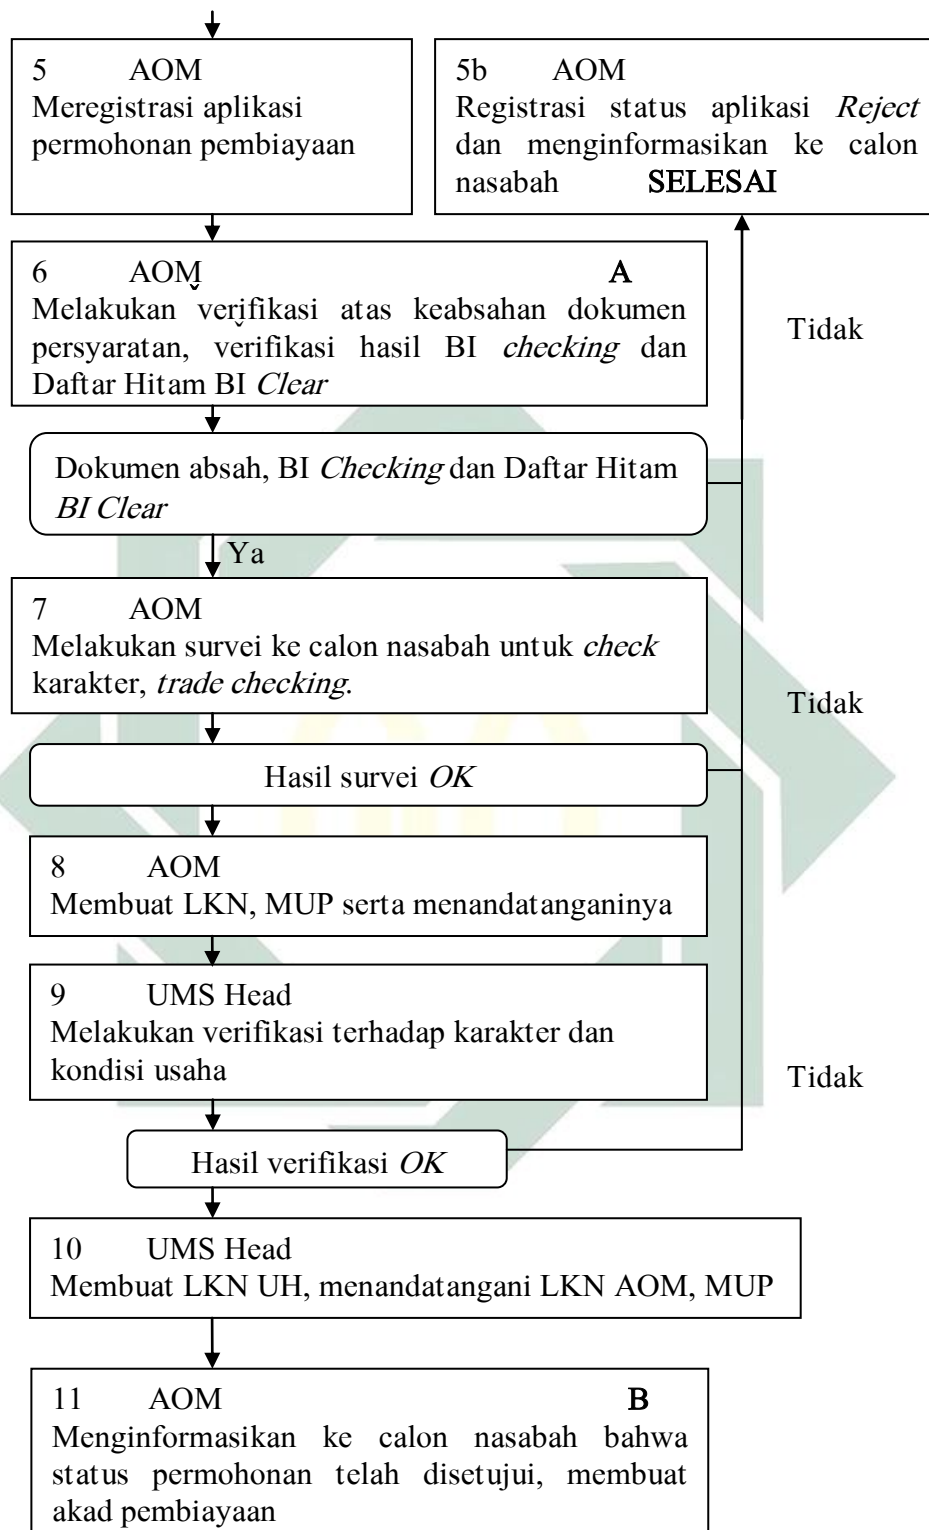 5 AOM
Meregistrasi aplikasi
permohonan pembiayaan
5b AOM
Registrasi status aplikasi Reject
dan menginformasikan ke calon
nasabah SELESAI
6 AOM A
Melakukan verifikasi atas keabsahan dokumen
persyaratan, verifikasi hasil BI checking dan
Daftar Hitam BI Clear
Tidak
Dokumen absah, BI Checking dan Daftar Hitam
BI Clear
Ya
7 AOM
Melakukan survei ke calon nasabah untuk check
karakter, trade checking.
Tidak
Hasil survei OK
8 AOM
Membuat LKN, MUP serta menandatanganinya
9 UMS Head
Melakukan verifikasi terhadap karakter dan
kondisi usaha
Tidak
Hasil verifikasi OK
10 UMS Head
Membuat LKN UH, menandatangani LKN AOM, MUP
11 AOM B
Menginformasikan ke calon nasabah bahwa
status permohonan telah disetujui, membuat
akad pembiayaan